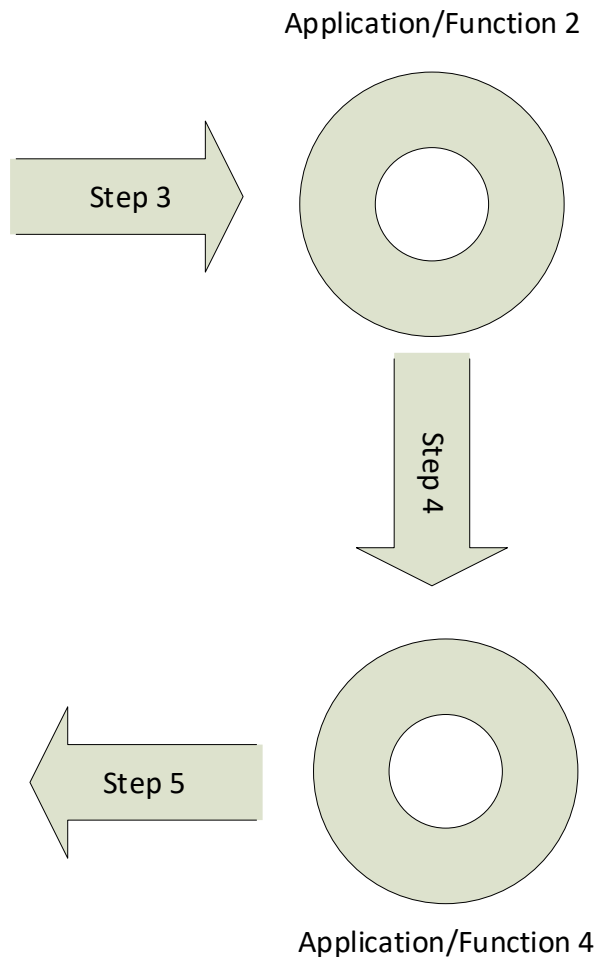 Application/Function 2
Step 3
Step 4
Step 5
Application/Function 4